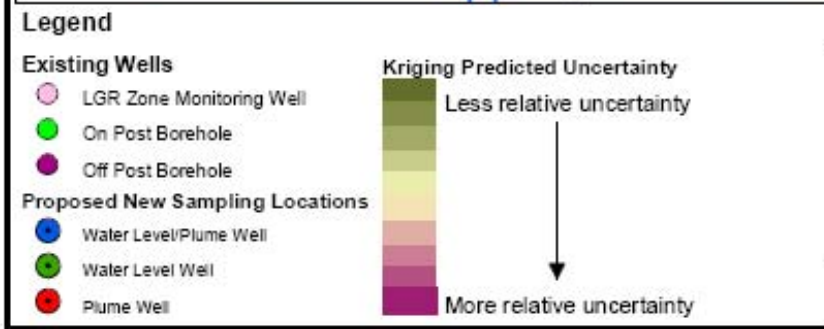 Legend
Existing Wells
LGR Zone Monitoring Well
On Post Borehole
Off Post Borehole
Proposed New Sampling Locations
Water Level/Plume Well
Water Level Well
Plume Well
Kriging Predicted Uncertainty
Less relative uncertainty
More relative uncertainty